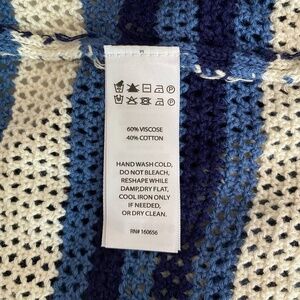 60% VISCOSE
40% COTTON
HAND WASH COLD,
DO NOT BLEACH,
RESHAPE WHILE
DAMP,DRY FLAT,
COOL IRON ONLY
IF NEEDED,
OR DRY CLEAN.
RN# 160656